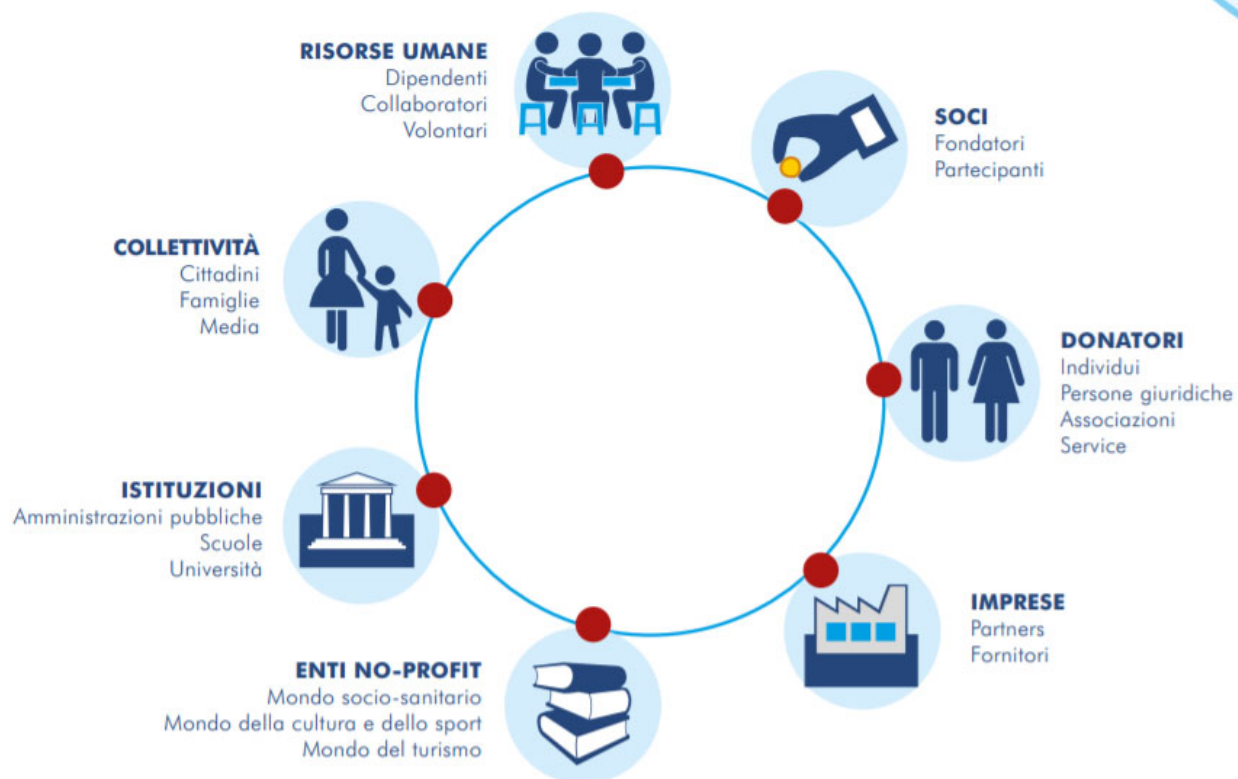 RISORSE UMANE
Dipendenti
Collaboratori
Volontari
SOCI
Fondatori
Partecipanti
COLLETTIVITÀ
Cittadini
Famiglie
Media
DONATORI
Individui
Persone giuridiche
Associazioni
Service
ISTITUZIONI
Amministrazioni pubbliche
Scuole
Università
IMPRESE
Partners
Fornitori
ENTI NO-PROFIT
Mondo socio-sanitario
Mondo della cultura e dello sport
Mondo del turismo